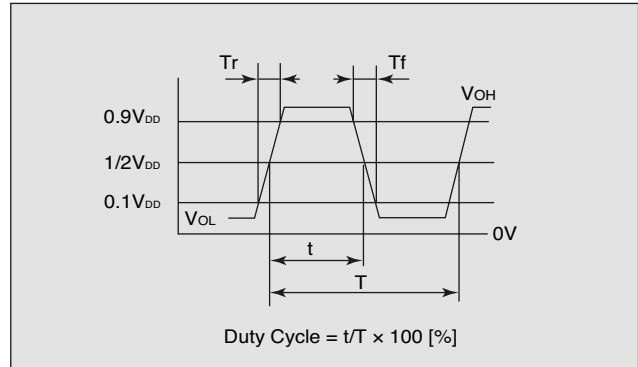 Tr Tf
VOH
0.9VDD
1/2VDD
0.1VDD
VOL
0V
t
T
Duty Cycle = t/T × 100 [%]